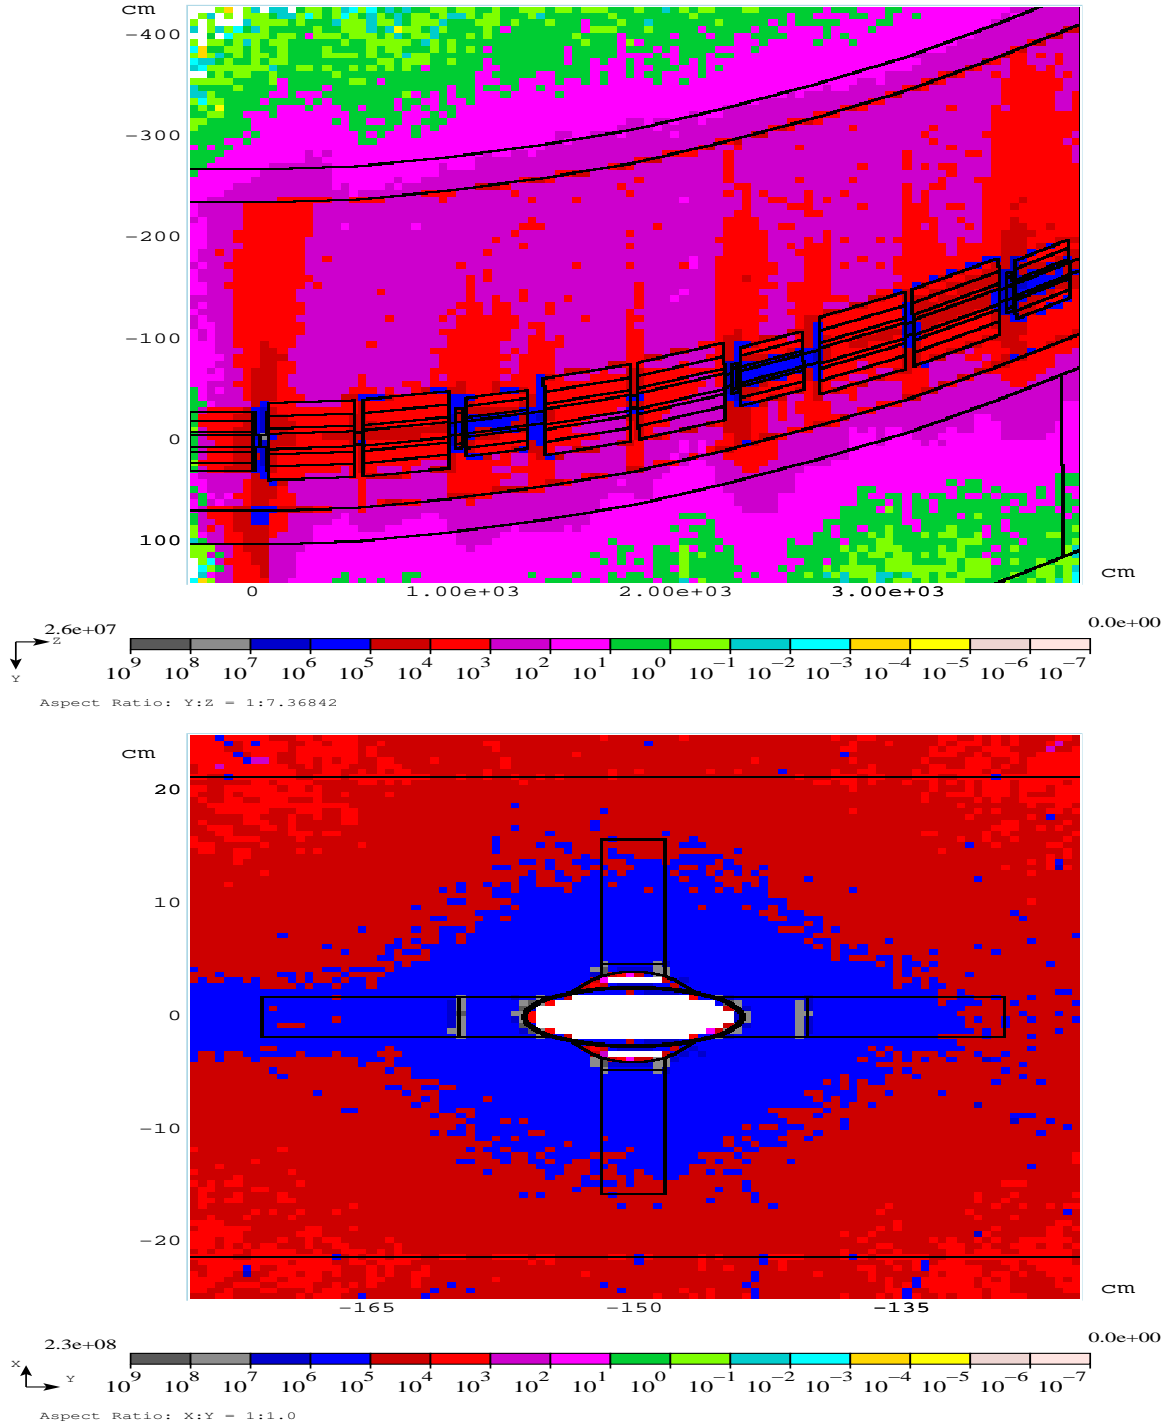 cm
-400
-300
-200
-100
0
100
0 1.00e+03 2.00e+03 3.00e+03
cm
2.6e+07 0.0e+00
Z
Y
10^9 10^8 10^7 10^6 10^5 10^4 10^3 10^2 10^1 10^0 10^-1 10^-2 10^-3 10^-4 10^-5 10^-6 10^-7
Aspect Ratio: Y:Z = 1:7.36842
cm
20
10
0
-10
-20
cm
-165 -150 -135
2.3e+08 0.0e+00
X
Y
10^9 10^8 10^7 10^6 10^5 10^4 10^3 10^2 10^1 10^0 10^-1 10^-2 10^-3 10^-4 10^-5 10^-6 10^-7
Aspect Ratio: X:Y = 1:1.0